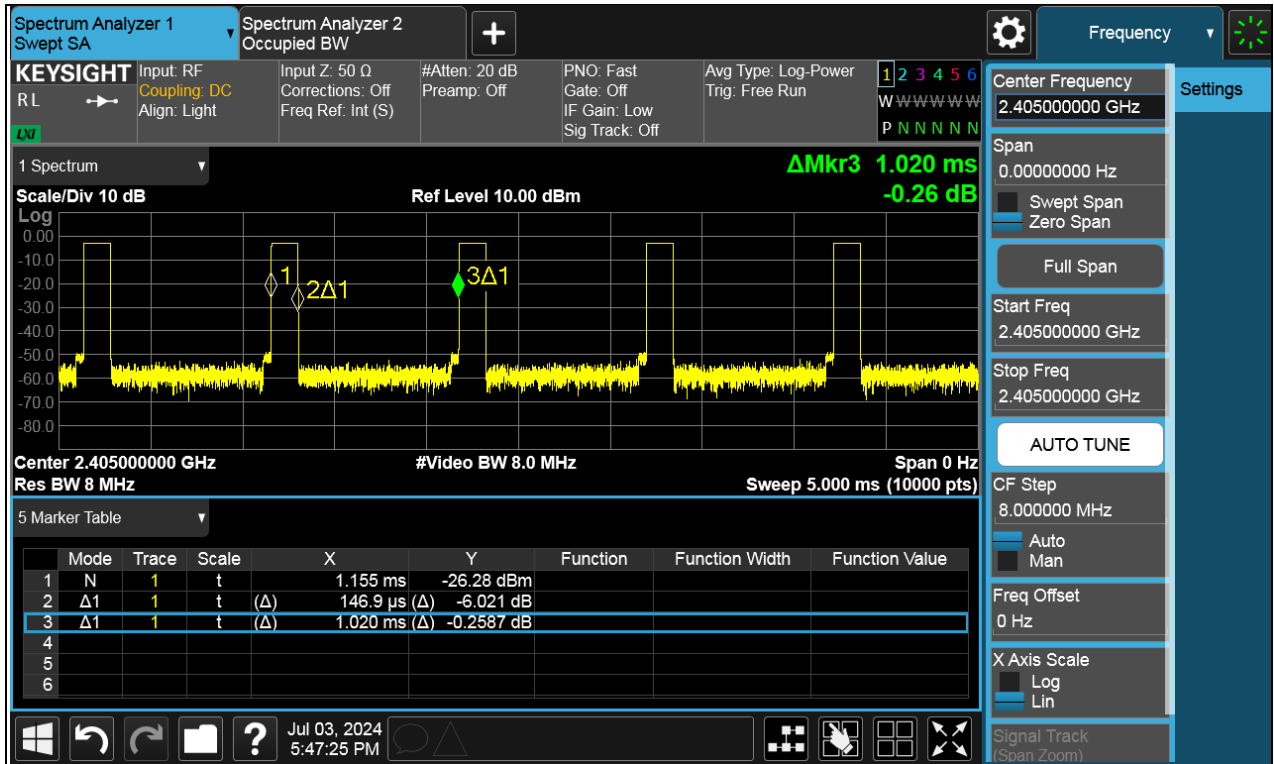 Spectrum Analyzer 1
Swept SA
Spectrum Analyzer 2
Occupied BW
Frequency
KEYSIGHT
RL
LXI
Input: RF
Coupling: DC
Align: Light
Input Z: 50 Ω
Corrections: Off
Freq Ref: Int (S)
#Atten: 20 dB
Preamp: Off
PNO: Fast
Gate: Off
IF Gain: Low
Sig Track: Off
Avg Type: Log-Power
Trig: Free Run
1 2 3 4 5 6
W W W W W W
P N N N N N
1 Spectrum
ΔMkr3 1.020 ms
-0.26 dB
Scale/Div 10 dB
Ref Level 10.00 dBm
Log
0.00
-10.0
-20.0
-30.0
-40.0
-50.0
-60.0
-70.0
-80.0
1
2Δ1
3Δ1
Center 2.405000000 GHz
#Video BW 8.0 MHz
Span 0 Hz
Res BW 8 MHz
Sweep 5.000 ms (10000 pts)
5 Marker Table
Mode Trace Scale X Y Function Function Width Function Value
1 N 1 t 1.155 ms -26.28 dBm
2 Δ1 1 t (Δ) 146.9 µs (Δ) -6.021 dB
3 Δ1 1 t (Δ) 1.020 ms (Δ) -0.2587 dB
4
5
6
?
Jul 03, 2024
5:47:25 PM
Center Frequency
2.405000000 GHz
Span
0.00000000 Hz
Swept Span
Zero Span
Full Span
Start Freq
2.405000000 GHz
Stop Freq
2.405000000 GHz
AUTO TUNE
CF Step
8.000000 MHz
Auto
Man
Freq Offset
0 Hz
X Axis Scale
Log
Lin
Signal Track
(Span Zoom)
Settings